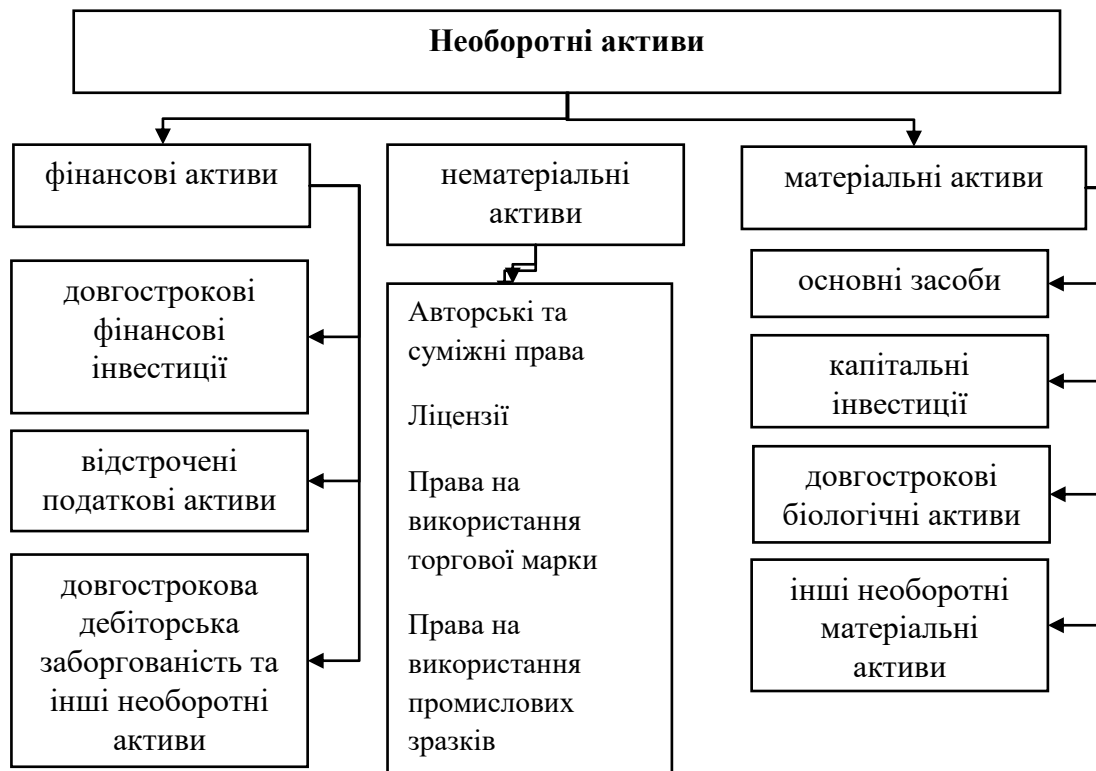 Необоротні активи
фінансові активи
нематеріальні
активи
матеріальні активи
довгострокові
фінансові
інвестиції
відстрочені
податкові активи
довгострокова
дебіторська
заборгованість та
інші необоротні
активи
Авторські та
суміжні права
Ліцензії
Права на
використання
торгової марки
Права на
використання
промислових
зразків
основні засоби
капітальні
інвестиції
довгострокові
біологічні активи
інші необоротні
матеріальні
активи